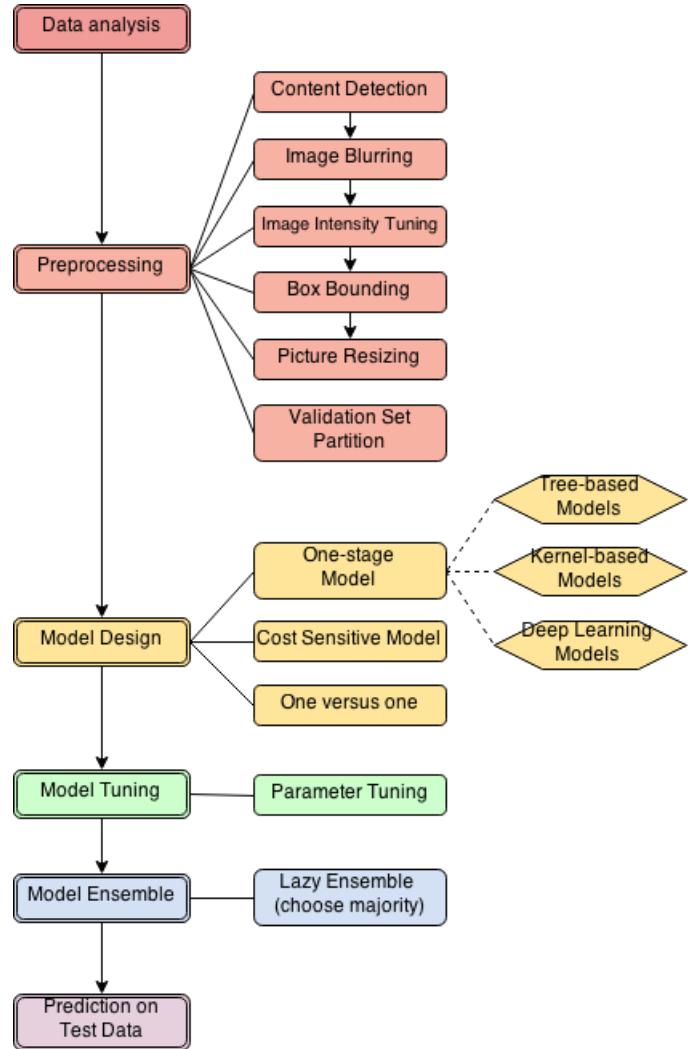 Data analysis
Content Detection
Image Blurring
Image Intensity Tuning
Preprocessing
Box Bounding
Picture Resizing
Validation Set
Partition
Tree-based
Models
One-stage
Model
Kernel-based
Models
Model Design
Cost Sensitive Model
Deep Learning
Models
One versus one
Model Tuning
Parameter Tuning
Model Ensemble
Lazy Ensemble
(choose majority)
Prediction on
Test Data